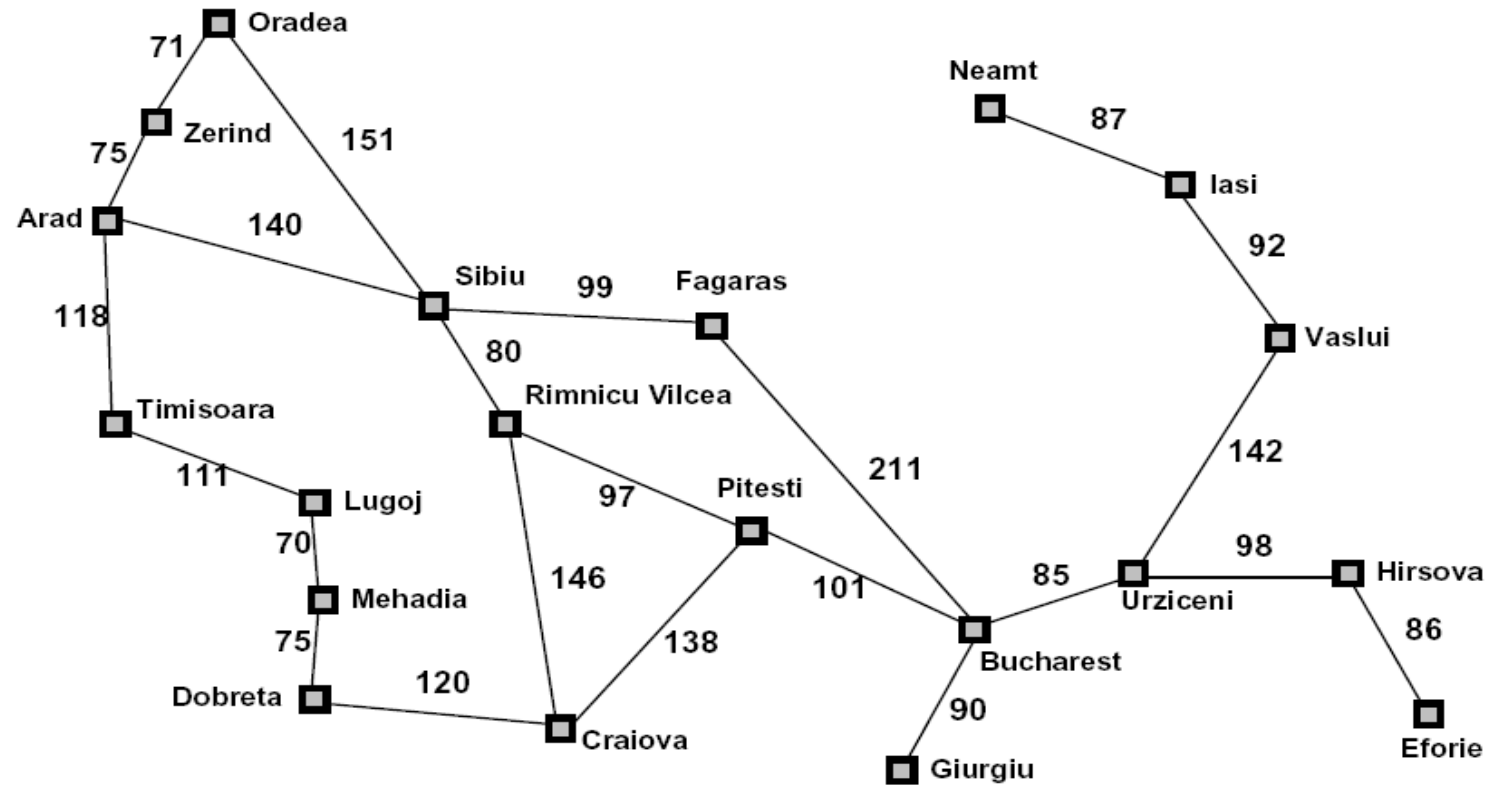 Oradea
71
Neamt
87
Zerind
151
75
Iasi
Arad
140
92
Sibiu
99
Fagaras
118
80
Vaslui
Rimnicu Vilcea
Timisoara
142
111
211
Lugoj
97
Pitesti
70
98
146
85
Hirsova
101
Urziceni
Mehadia
75
138
86
Bucharest
Dobreta
120
90
Craiova
Eforie
Giurgiu